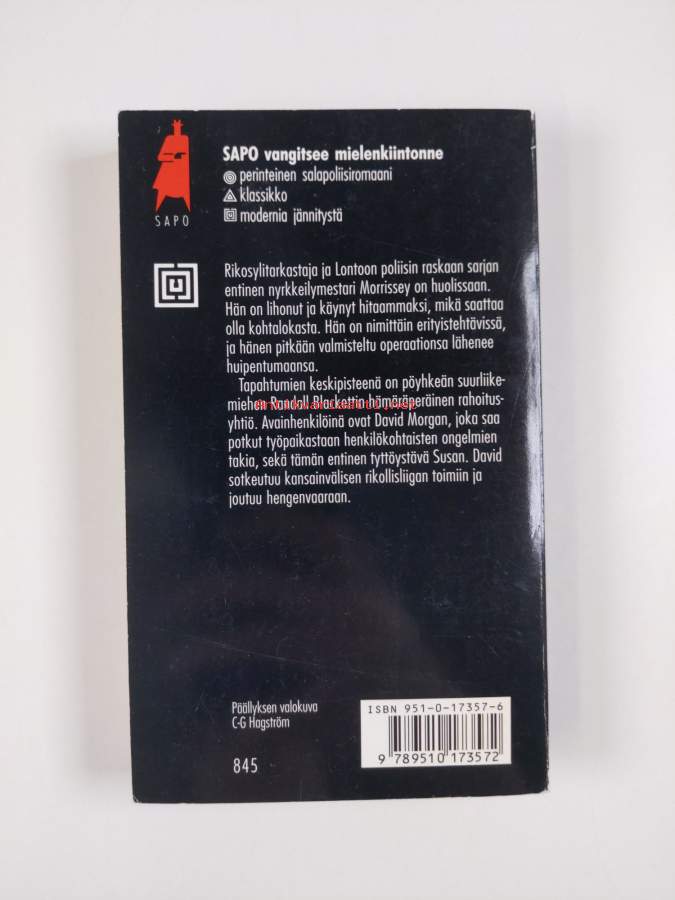 SAPO
SAPO vangitsee mielenkiintonne
perinteinen salapoliisiromaani
klassikko
modernia jännitystä
Rikosylitarkastaja ja Lontoon poliisin raskaan sarjan
entinen nyrkkeilymestari Morrissey on huolissaan.
Hän on lihonut ja käynyt hitaammaksi, mikä saattaa
olla kohtalokasta. Hän on nimittäin erityistehtävissä,
ja hänen pitkään valmisteltu operaationsa lähenee
huipentumaansa.
Tapahtumien keskipisteenä on pöyhkeän suurliike-
miehen Randall Blackettin hämäräperäinen rahoitus-
yhtiö. Avainhenkilöinä ovat David Morgan, joka saa
potkut työpaikastaan henkilökohtaisten ongelmien
takia, sekä tämän entinen tyttöystävä Susan. David
sotkeutuu kansainvälisen rikollisliigan toimiin ja
joutuu hengenvaaraan.
Päällyksen valokuva
C-G Hagström
845
ISBN 951-0-17357-6
9 789510 173572